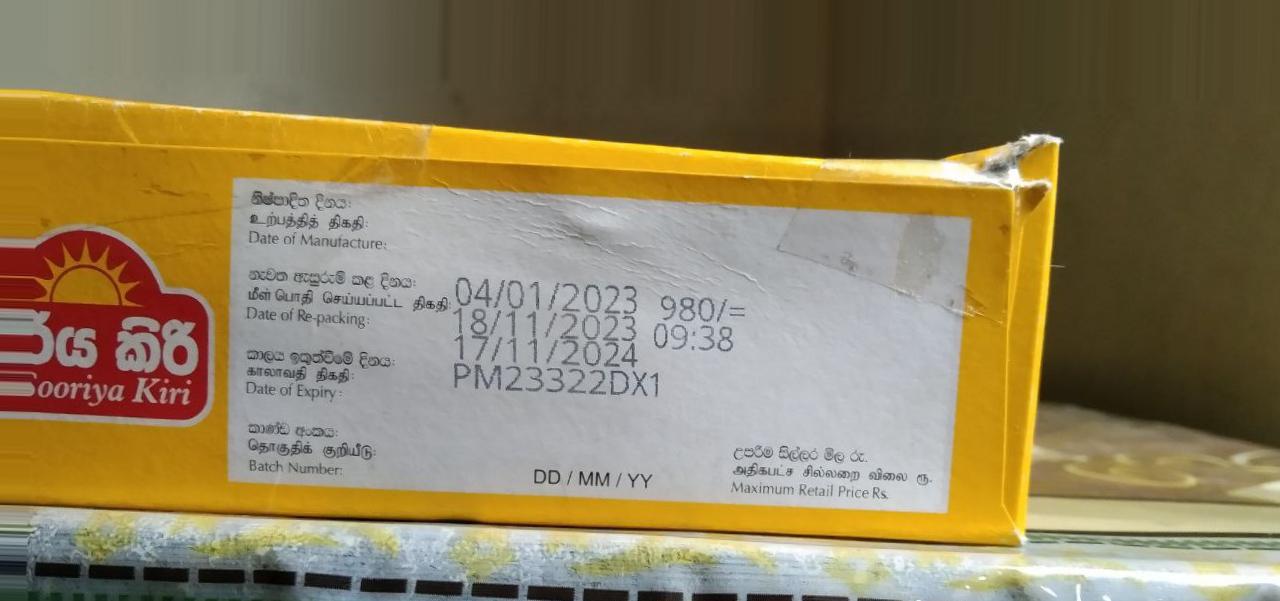 නිෂ්පාදිත දිනය:
உற்பத்தித் திகதி:
Date of Manufacture:
නැවත ඇසුරුම් කළ දිනය:
மீள் பொதி செய்யப்பட்ட திகதி:
Date of Re-packing:
කාලය ඉකුත්වීමේ දිනය:
காலாவதி திகதி:
Date of Expiry:
කාණ්ඩ අංකය:
தொகுதிக் குறியீடு:
Batch Number:
04/01/2023 980/=
18/11/2023 09:38
17/11/2024
PM23322DX1
DD / MM / YY
උපරිම සිල්ලර මිල රු.
அதிகபட்ச சில்லறை விலை ரூ.
Maximum Retail Price Rs.
කිරි
Kiri